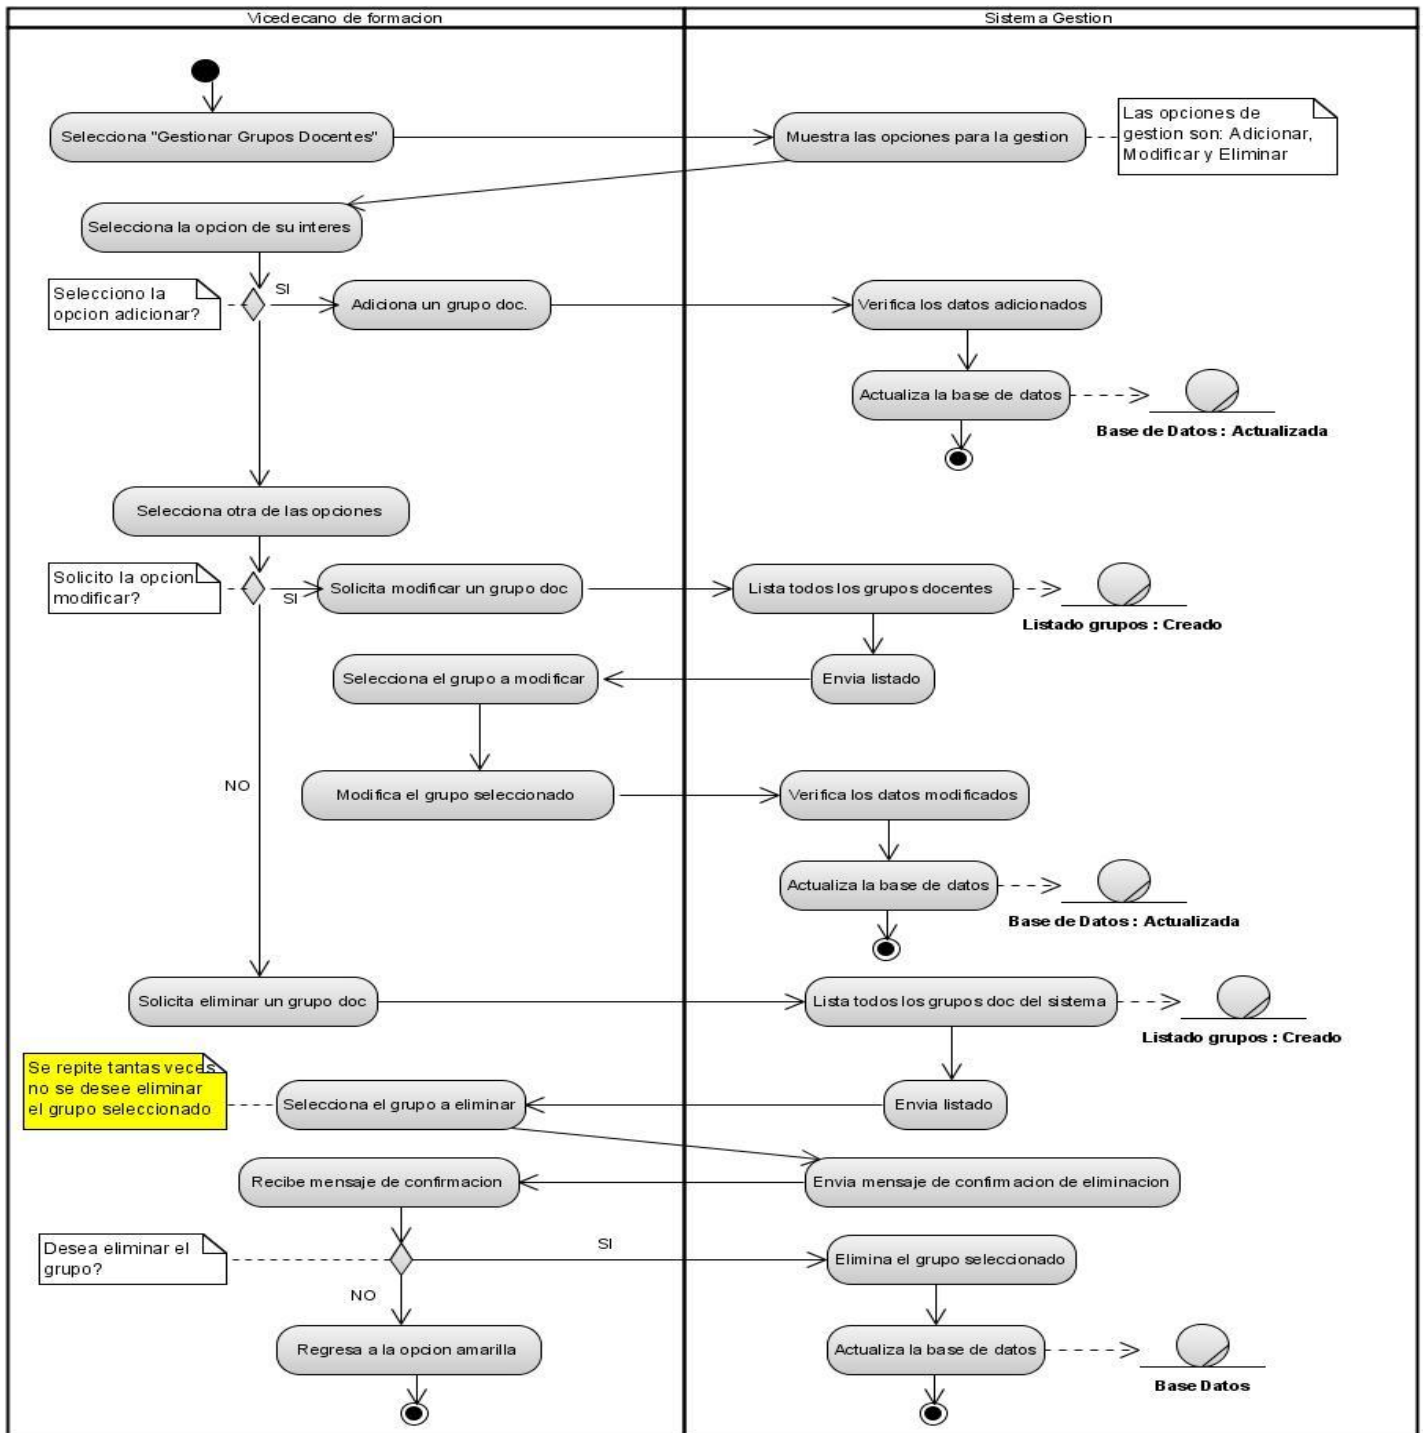 Vicedecano de formacion
Sistema Gestion
Selecciona "Gestionar Grupos Docentes"
Muestra las opciones para la gestion
Las opciones de
gestion son: Adicionar,
Modificar y Eliminar
Selecciona la opcion de su interes
Selecciono la
opcion adicionar?
SI
Adiciona un grupo doc.
Verifica los datos adicionados
Actualiza la base de datos
Base de Datos : Actualizada
Selecciona otra de las opciones
Solicito la opcion
modificar?
SI
Solicita modificar un grupo doc
Lista todos los grupos docentes
Listado grupos : Creado
Selecciona el grupo a modificar
Envia listado
NO
Modifica el grupo seleccionado
Verifica los datos modificados
Actualiza la base de datos
Base de Datos : Actualizada
Solicita eliminar un grupo doc
Lista todos los grupos doc del sistema
Listado grupos : Creado
Se repite tantas veces
no se desee eliminar
el grupo seleccionado
Selecciona el grupo a eliminar
Envia listado
Recibe mensaje de confirmacion
Envia mensaje de confirmacion de eliminacion
Desea eliminar el
grupo?
SI
Elimina el grupo seleccionado
NO
Regresa a la opcion amarilla
Actualiza la base de datos
Base Datos